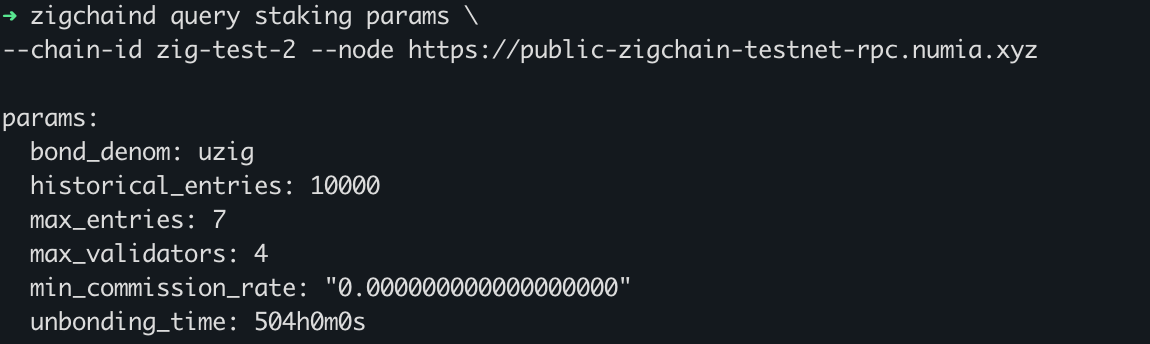 ➜ zigchaind query staking params \
--chain-id zig-test-2 --node https://public-zigchain-testnet-rpc.numia.xyz
params:
  bond_denom: uzig
  historical_entries: 10000
  max_entries: 7
  max_validators: 4
  min_commission_rate: "0.000000000000000000"
  unbonding_time: 504h0m0s